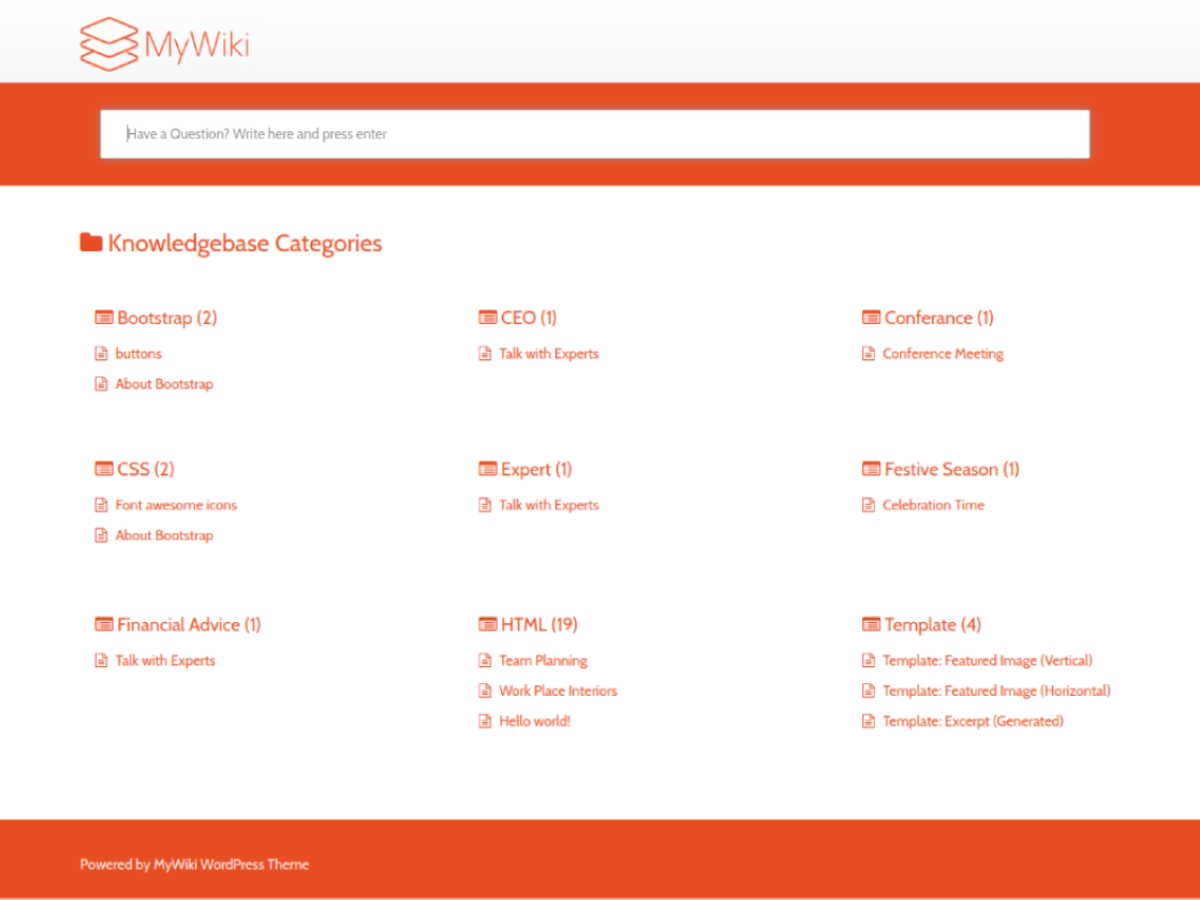 MyWiki
Have a Question? Write here and press enter
Knowledgebase Categories
Bootstrap (2)
buttons
About Bootstrap
CEO (1)
Talk with Experts
Conferance (1)
Conference Meeting
CSS (2)
Font awesome icons
About Bootstrap
Expert (1)
Talk with Experts
Festive Season (1)
Celebration Time
Financial Advice (1)
Talk with Experts
HTML (19)
Team Planning
Work Place Interiors
Hello world!
Template (4)
Template: Featured Image (Vertical)
Template: Featured Image (Horizontal)
Template: Excerpt (Generated)
Powered by MyWiki WordPress Theme